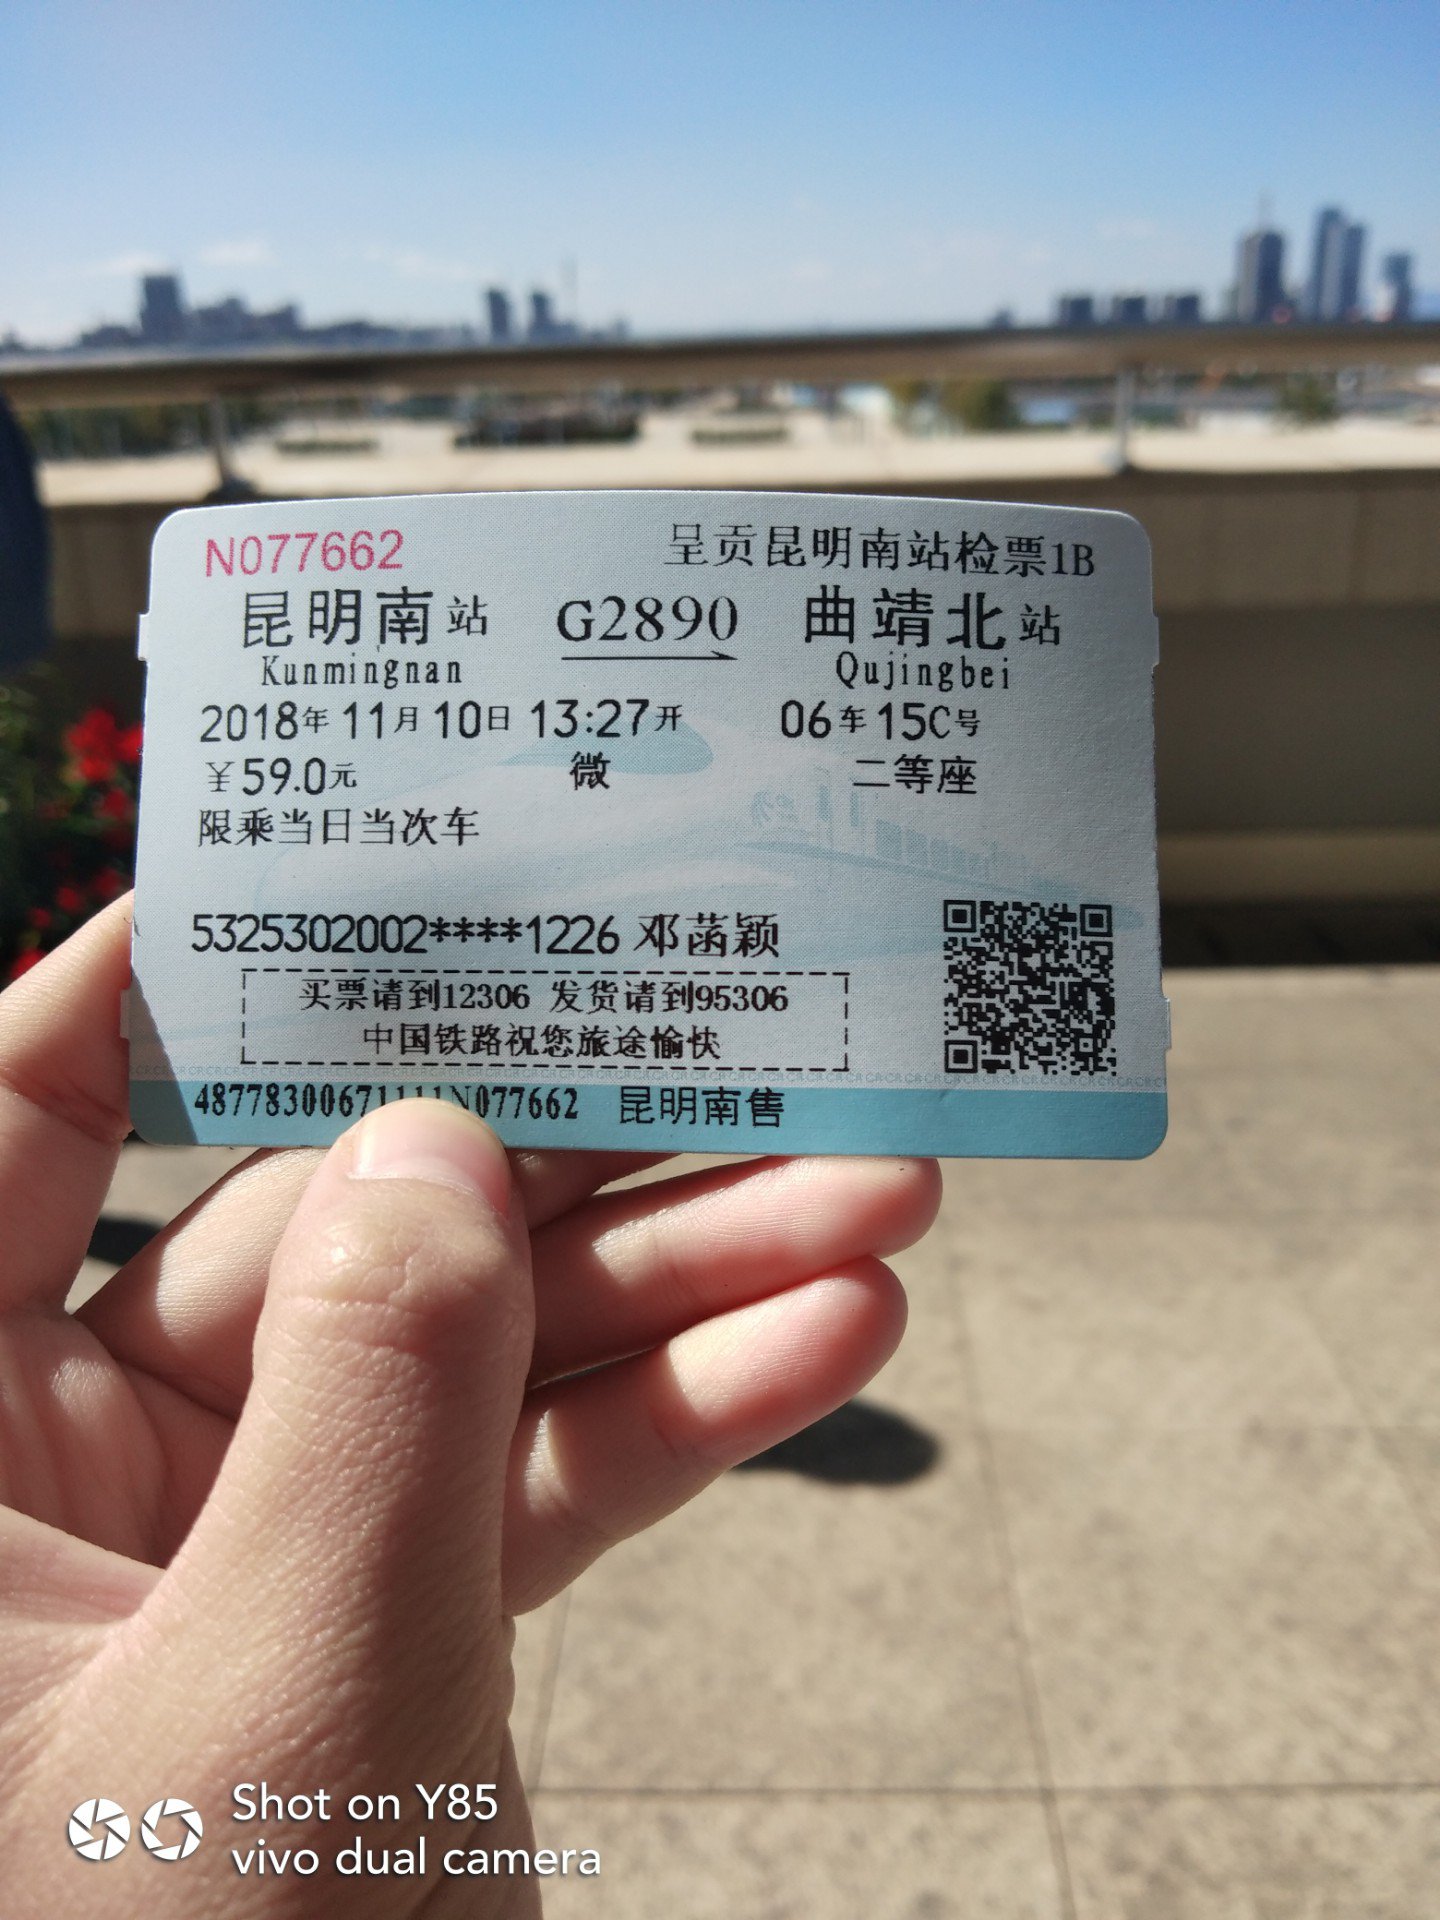 N077662 呈贡昆明南站检票1B
昆明南站 G2890 曲靖北站
Kunmingnan Qujingbei
2018年11月10日13:27开 06车15C号
￥59.0元 微 二等座
限乘当日当次车
5325302002****1226 邓菡颖
买票请到12306 发货请到95306
中国铁路祝您旅途愉快
48778300671111N077662 昆明南售
Shot on Y85
vivo dual camera